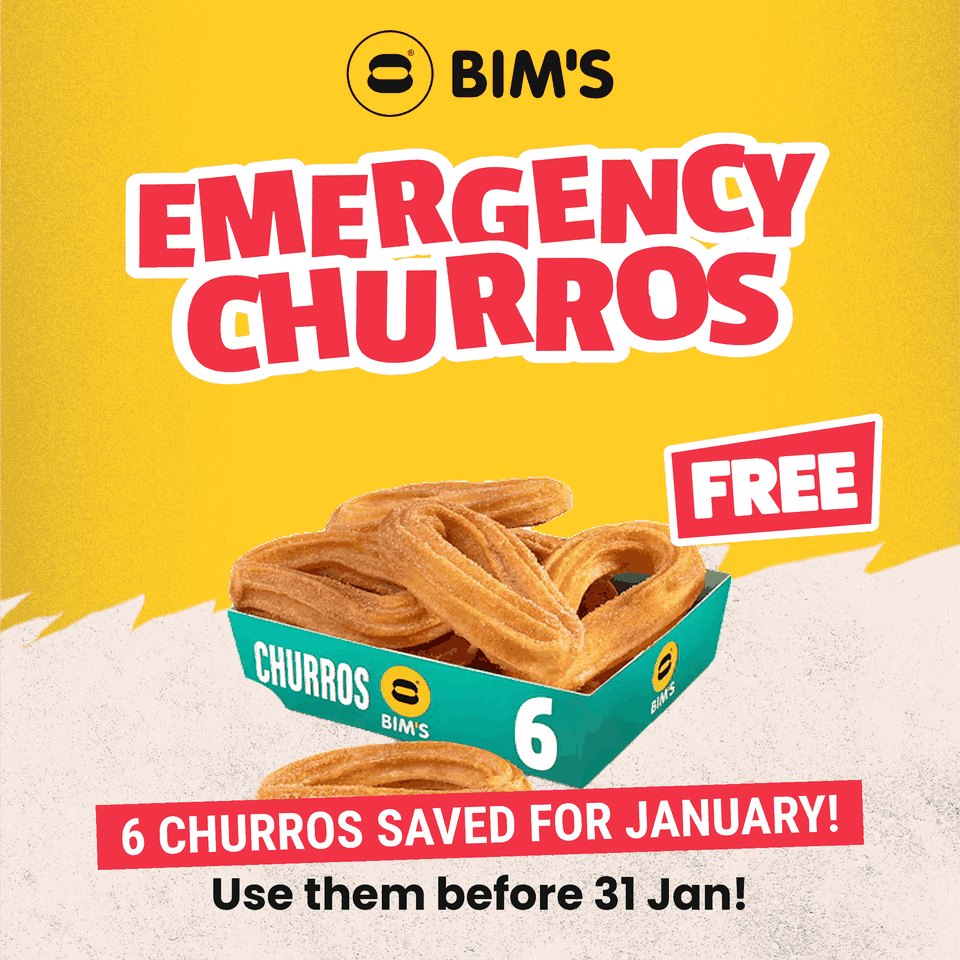 BIM'S
EMERGENCY
CHURROS
FREE
CHURROS
BIM'S
6
BIM'S
6 CHURROS SAVED FOR JANUARY!
Use them before 31 Jan!